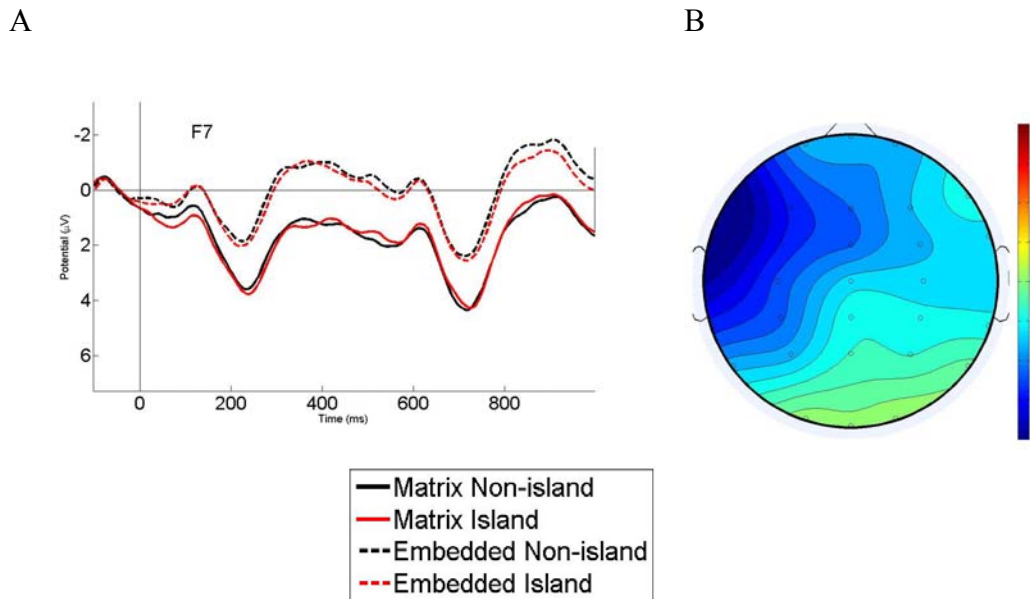 A
B
F7
-2
0
2
4
6
Potential (µV)
0
200
400
600
800
Time (ms)
Matrix Non-island
Matrix Island
Embedded Non-island
Embedded Island